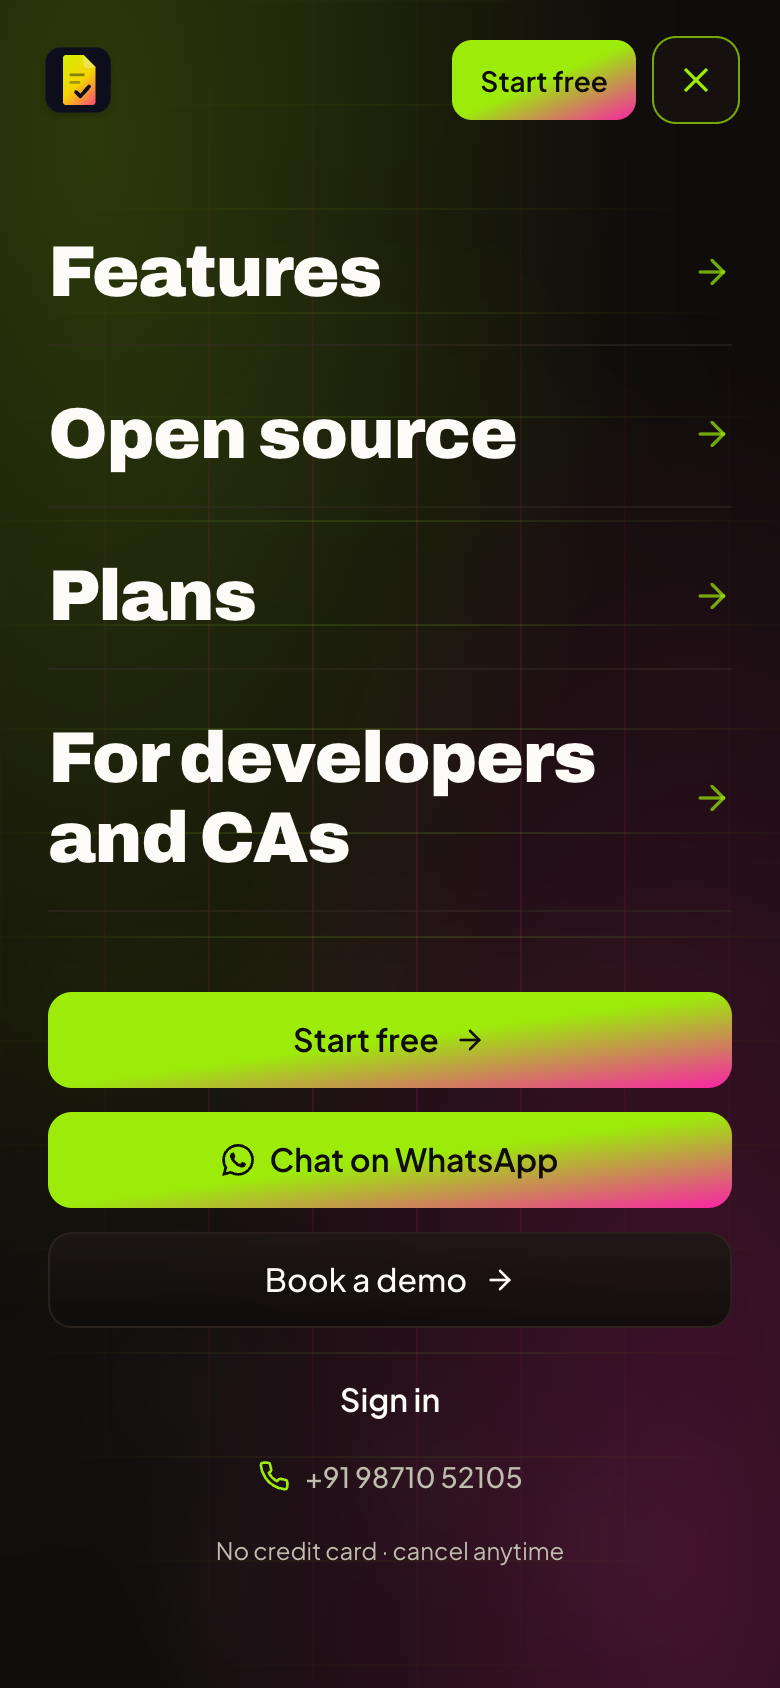 Start free
Features
Open source
Plans
For developers
and CAs
Start free
Chat on WhatsApp
Book a demo
Sign in
+91 98710 52105
No credit card · cancel anytime